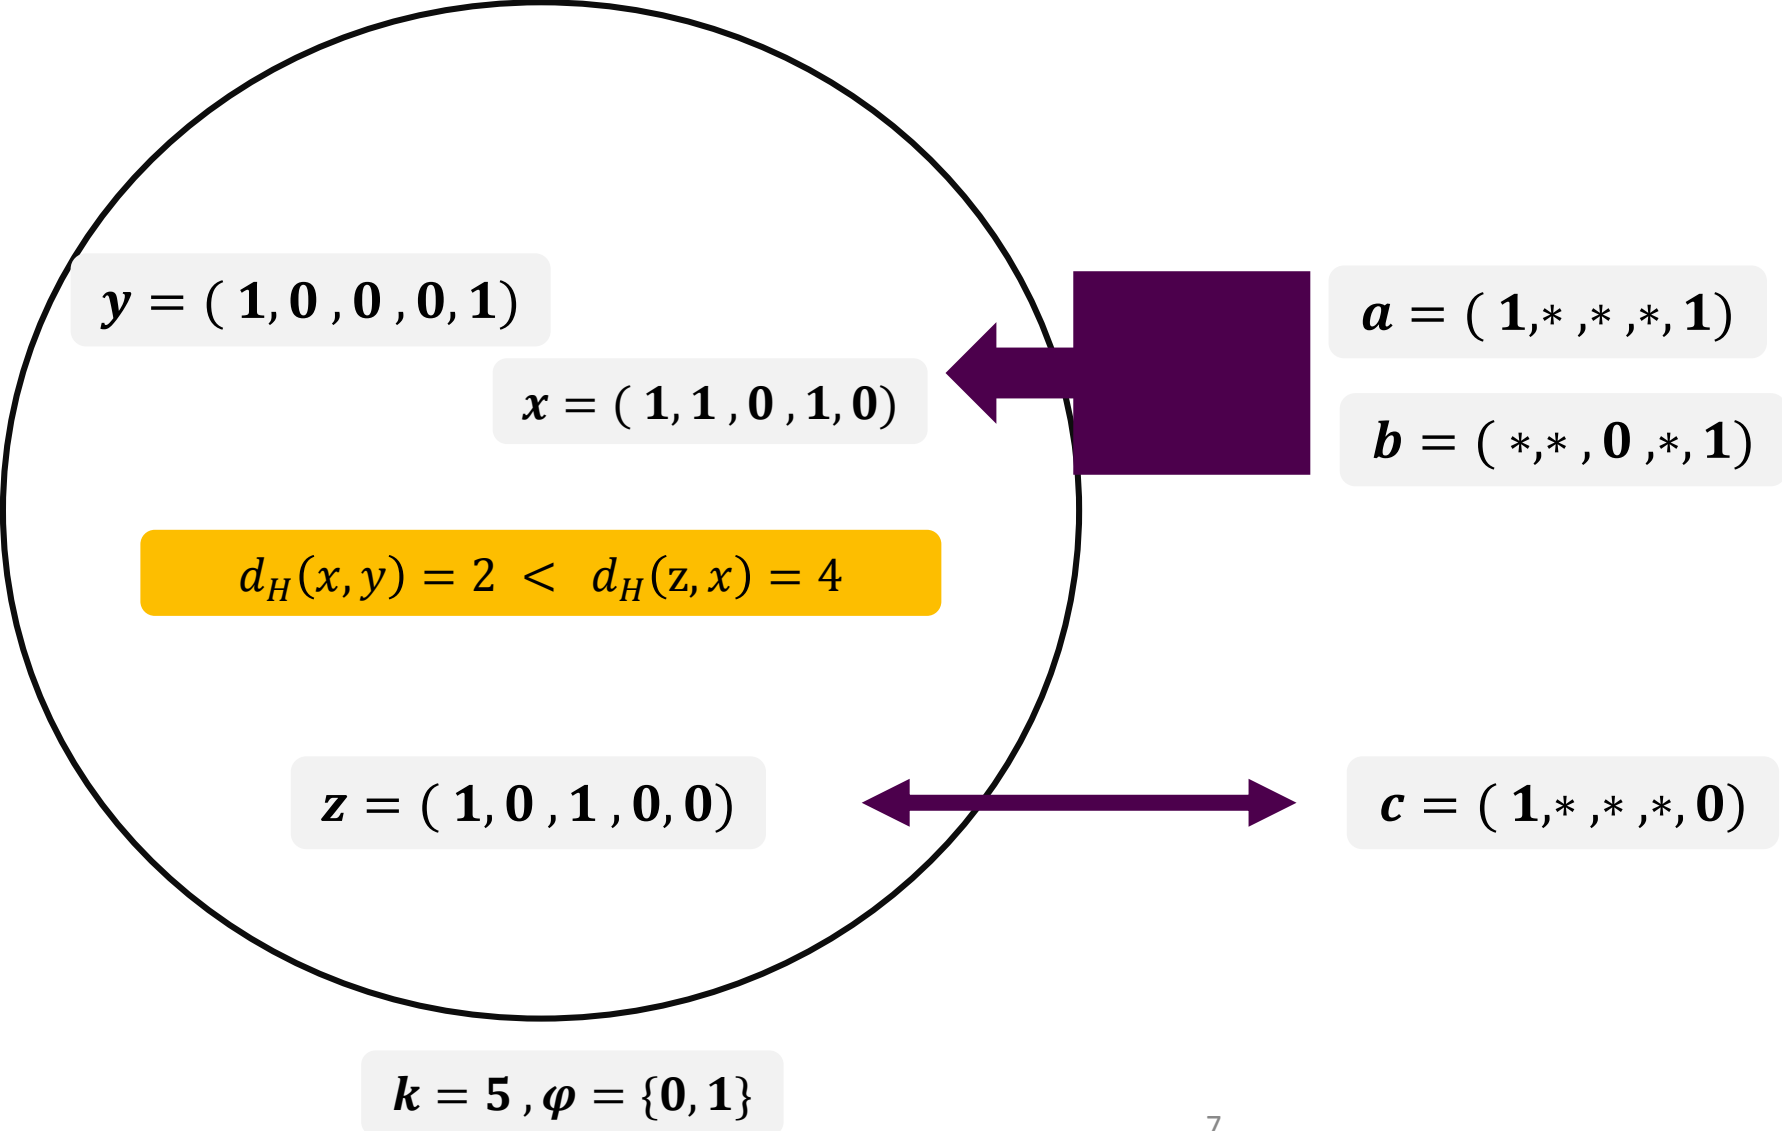 y = ( 1, 0 , 0 , 0, 1)
a = ( 1,∗ ,∗ ,∗, 1)
x = ( 1, 1 , 0 , 1, 0)
b = ( ∗,∗ , 0 ,∗, 1)
d_H(x, y) = 2 < d_H(z, x) = 4
z = ( 1, 0 , 1 , 0, 0)
c = ( 1,∗ ,∗ ,∗, 0)
k = 5 , φ = {0, 1}
7